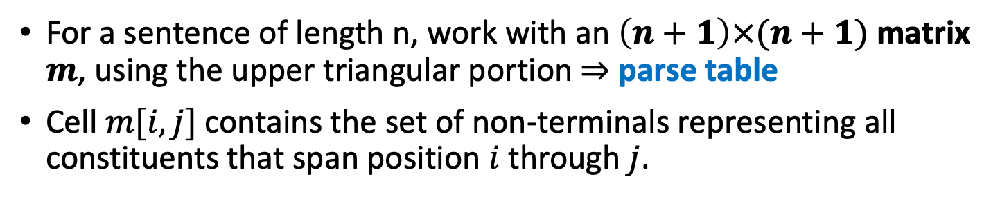 • For a sentence of length n, work with an (n + 1)×(n + 1) matrix
m, using the upper triangular portion ⇒ parse table
• Cell m[i, j] contains the set of non-terminals representing all
constituents that span position i through j.